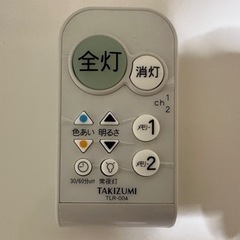 全灯
消灯
ch 1
2
色あい 明るさ
メモリ 1
メモリ 2
30/60分off 常夜灯
TAKIZUMI
TLR-004